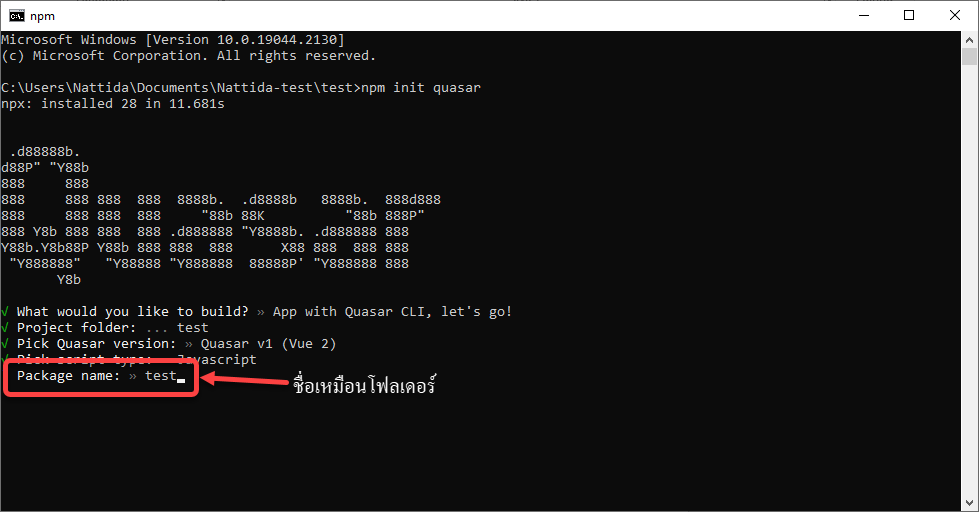 npm
Microsoft Windows [Version 10.0.19044.2130]
(c) Microsoft Corporation. All rights reserved.
C:\Users\Nattida\Documents\Nattida-test\test>npm init quasar
npx: installed 28 in 11.681s
 .d88888b.
d88P" "Y88b
888     888
888     888 888  888  8888b.  .d8888b   8888b.  888d888
888     888 888  888     "88b 88K          "88b 888P"
888 Y8b 888 888  888 .d888888 "Y8888b. .d888888 888
Y88b.Y8b88P Y88b 888 888  888      X88 888  888 888
 "Y888888"   "Y88888 "Y888888  88888P' "Y888888 888
       Y8b
√ What would you like to build? » App with Quasar CLI, let's go!
√ Project folder: ... test
√ Pick Quasar version: » Quasar v1 (Vue 2)
√ Pick script type: Javascript
Package name: » test
ชื่อเหมือนโฟลเดอร์